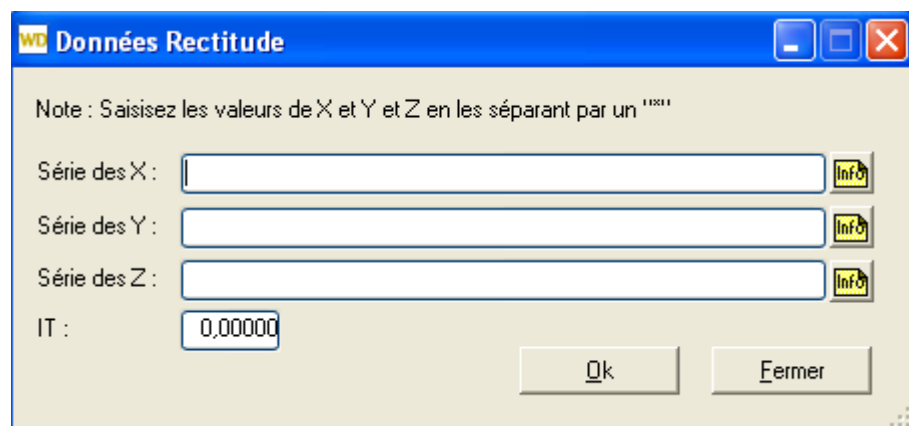 WD Données Rectitude
Note : Saisisez les valeurs de X et Y et Z en les séparant par un "*"
Série des X :
Info
Série des Y :
Info
Série des Z :
Info
IT : 0,00000
Ok Fermer